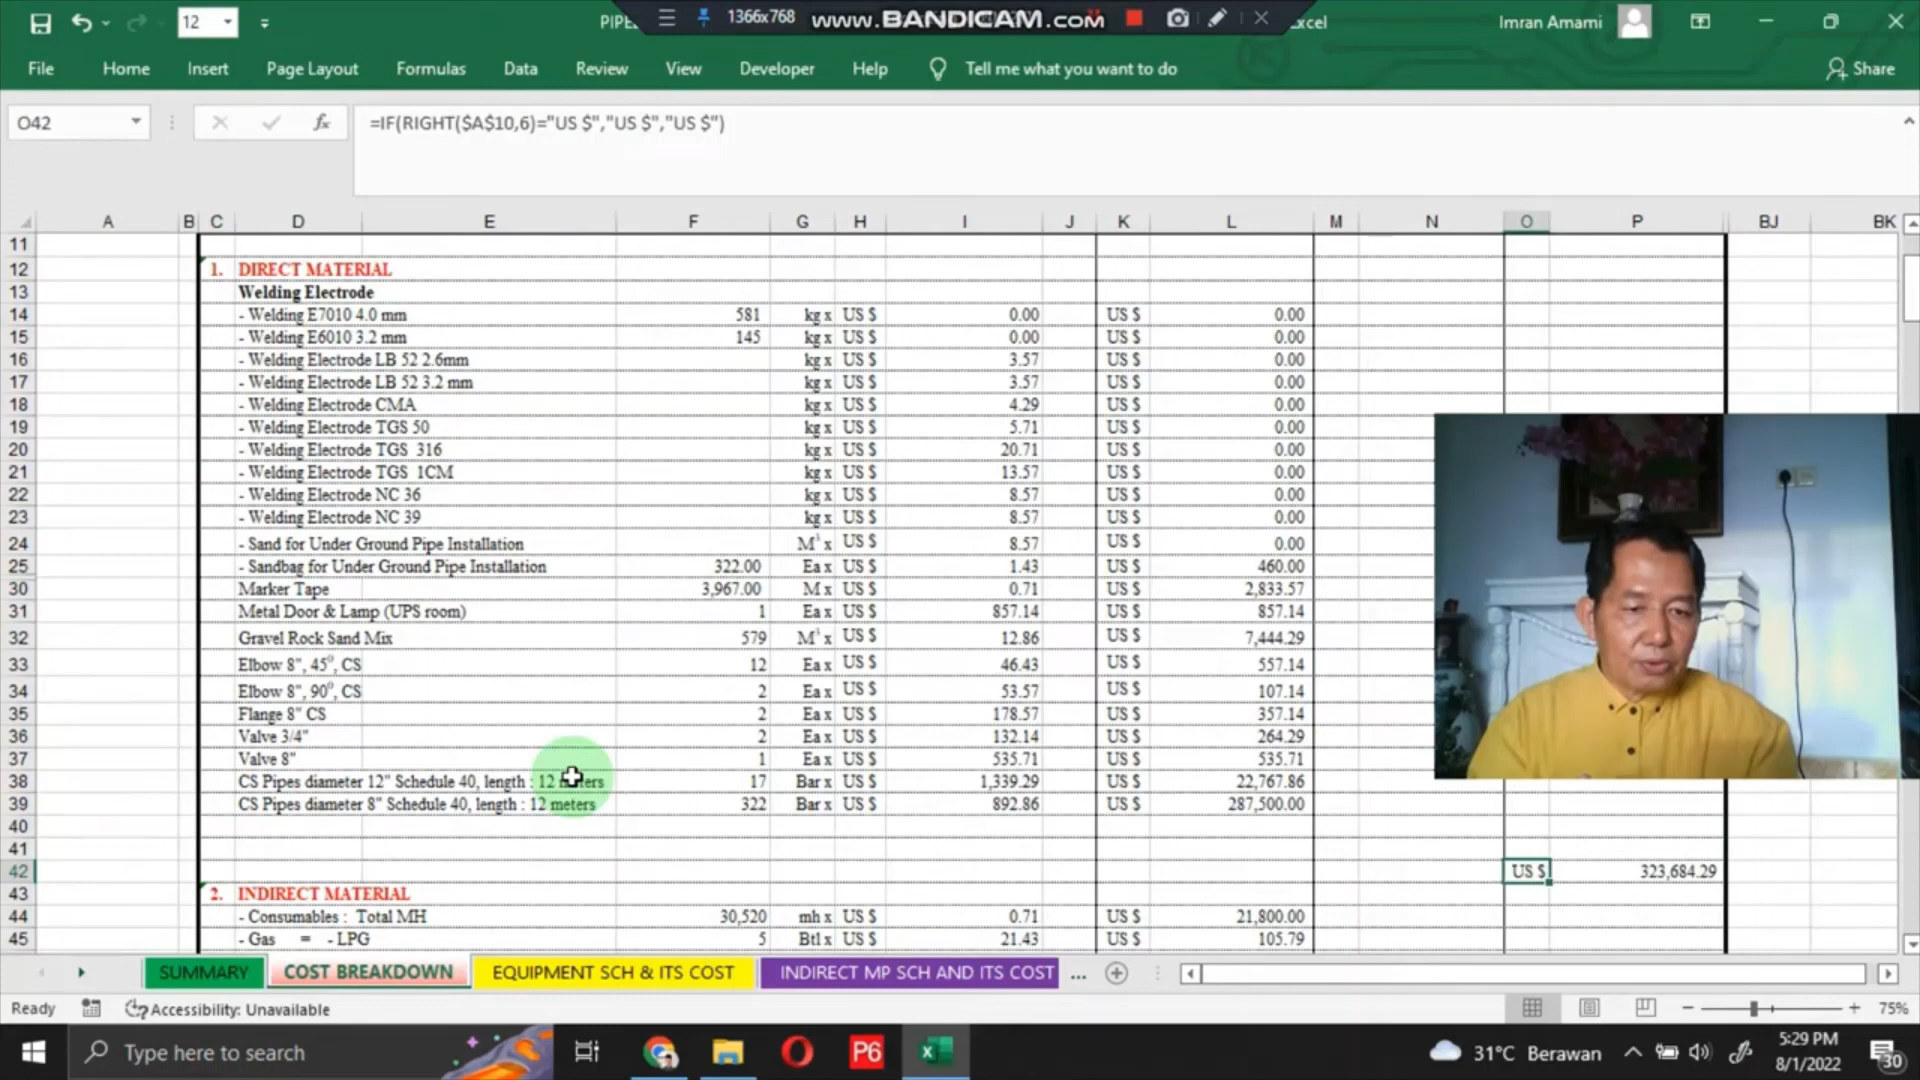 12
PIPEL
1366x768
www.BANDICAM.com
Excel
Imran Amami
File Home Insert Page Layout Formulas Data Review View Developer Help Tell me what you want to do Share
O42 fx =IF(RIGHT($A$10,6)="US $","US $","US $")
A B C D E F G H I J K L M N O P BJ BK
11
12 1. DIRECT MATERIAL
13 Welding Electrode
14 - Welding E7010 4.0 mm 581 kg x US $ 0.00 US $ 0.00
15 - Welding E6010 3.2 mm 145 kg x US $ 0.00 US $ 0.00
16 - Welding Electrode LB 52 2.6mm kg x US $ 3.57 US $ 0.00
17 - Welding Electrode LB 52 3.2 mm kg x US $ 3.57 US $ 0.00
18 - Welding Electrode CMA kg x US $ 4.29 US $ 0.00
19 - Welding Electrode TGS 50 kg x US $ 5.71 US $ 0.00
20 - Welding Electrode TGS 316 kg x US $ 20.71 US $ 0.00
21 - Welding Electrode TGS 1CM kg x US $ 13.57 US $ 0.00
22 - Welding Electrode NC 36 kg x US $ 8.57 US $ 0.00
23 - Welding Electrode NC 39 kg x US $ 8.57 US $ 0.00
24 - Sand for Under Ground Pipe Installation M³ x US $ 8.57 0.00
25 - Sandbag for Under Ground Pipe Installation 322.00 Ea x US $ 1.43 US $ 460.00
30 Marker Tape 3,967.00 M x US $ 0.71 US $ 2,833.57
31 Metal Door & Lamp (UPS room) 1 Ea x US $ 857.14 US $ 857.14
32 Gravel Rock Sand Mix 579 M³ x US $ 12.86 US $ 7,444.29
33 Elbow 8", 45⁰, CS 12 Ea x US $ 46.43 US $ 557.14
34 Elbow 8", 90⁰, CS 2 Ea x US $ 53.57 US $ 107.14
35 Flange 8" CS 2 Ea x US $ 178.57 US $ 357.14
36 Valve 3/4" 2 Ea x US $ 132.14 US $ 264.29
37 Valve 8" 1 Ea x US $ 535.71 US $ 535.71
38 CS Pipes diameter 12" Schedule 40, length : 12 meters 17 Bar x US $ 1,339.29 US $ 22,767.86
39 CS Pipes diameter 8" Schedule 40, length : 12 meters 322 Bar x US $ 892.86 US $ 287,500.00
40
41
42 US $ 323,684.29
43 2. INDIRECT MATERIAL
44 - Consumables : Total MH 30,520 mh x US $ 0.71 US $ 21,800.00
45 - Gas = - LPG 5 Btl x US $ 21.43 US $ 105.79
SUMMARY COST BREAKDOWN EQUIPMENT SCH & ITS COST INDIRECT MP SCH AND ITS COST ...
Ready Accessibility: Unavailable 75%
Type here to search P6 31°C Berawan 5:29 PM
8/1/2022 30